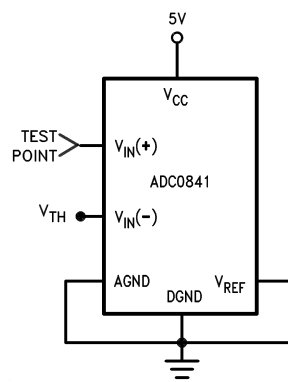 5V
VCC
TEST
POINT
VIN(+)
ADC0841
VTH
VIN(-)
AGND
VREF
DGND